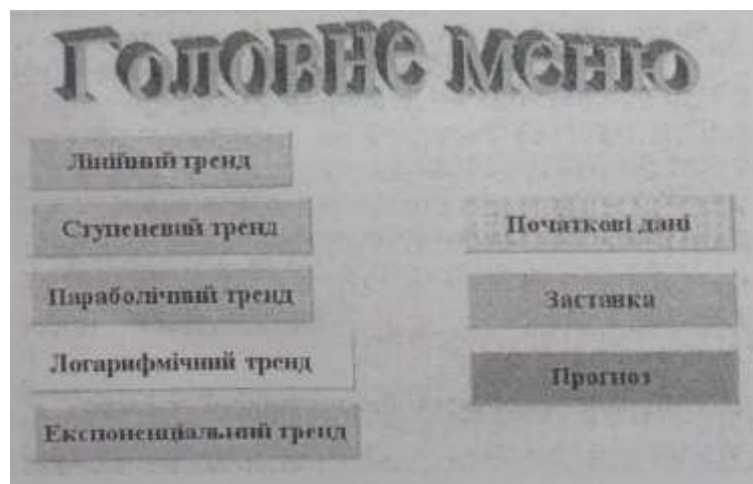 Головне меню
Лінійний тренд
Ступеневий тренд
Параболічний тренд
Логарифмічний тренд
Експоненціальний тренд
Початкові дані
Заставка
Прогноз